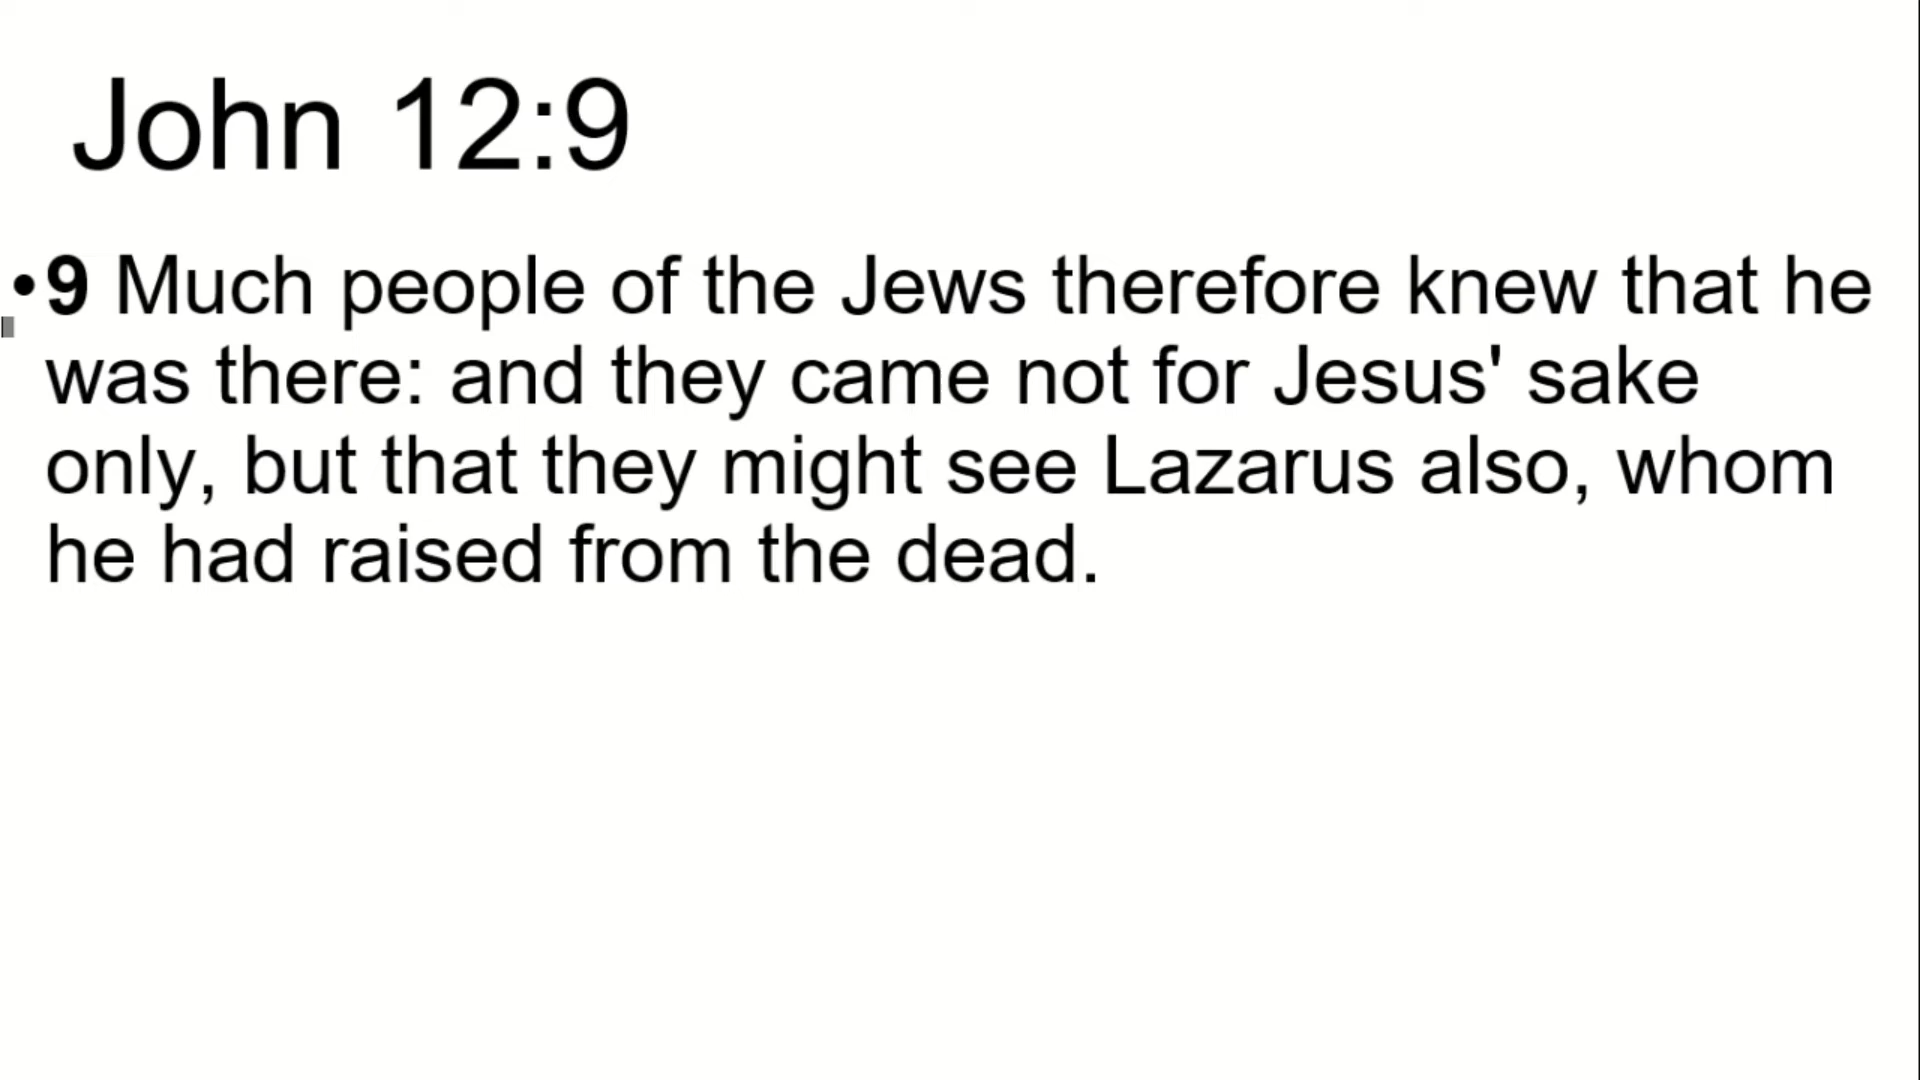 John 12:9
•9 Much people of the Jews therefore knew that he
was there: and they came not for Jesus' sake
only, but that they might see Lazarus also, whom
he had raised from the dead.